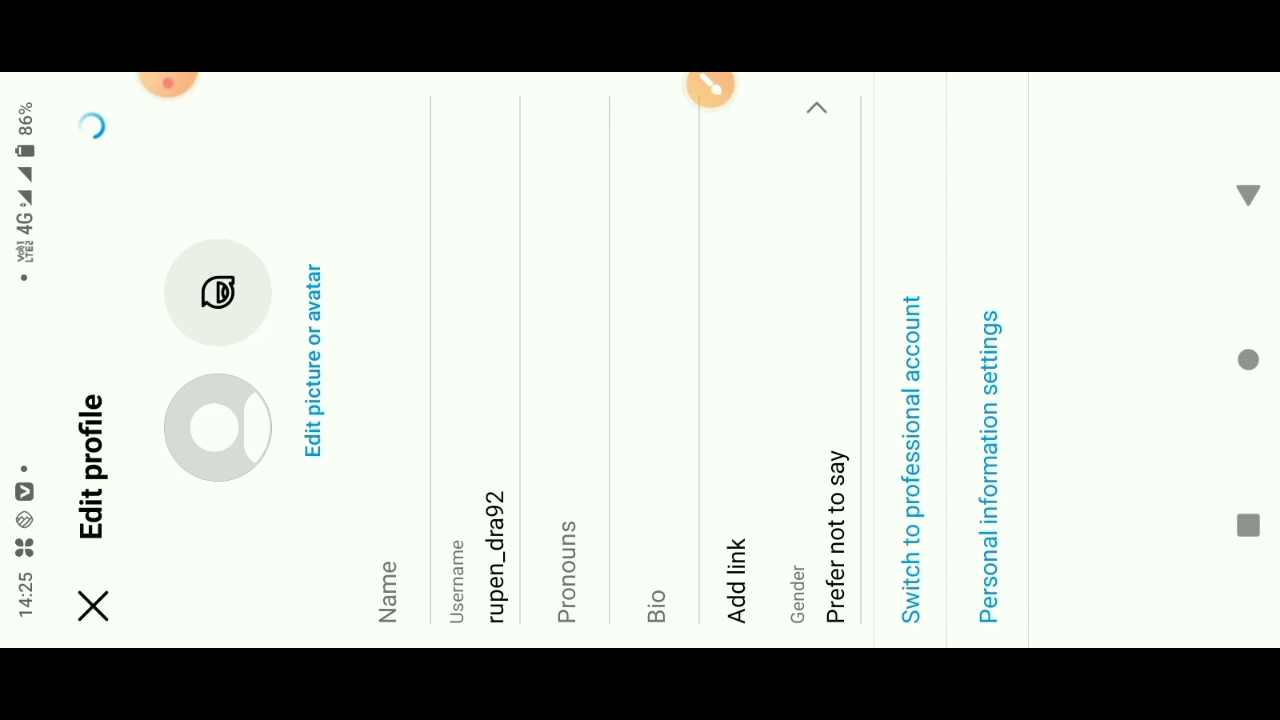 14:25
4G 86%
Edit profile
Edit picture or avatar
Name
Username
rupen_dra92
Pronouns
Bio
Add link
Gender
Prefer not to say
Switch to professional account
Personal information settings